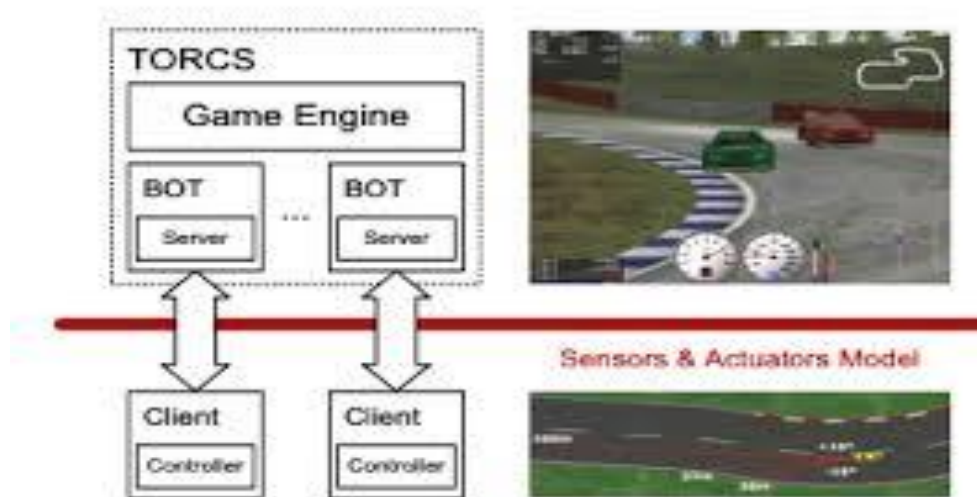 TORCS
Game Engine
BOT
BOT
...
Server
Server
Sensors & Actuators Model
Client
Client
Controller
Controller